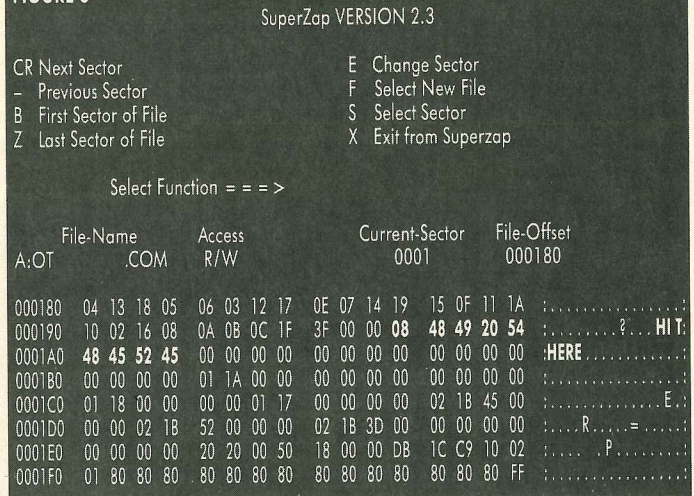 SuperZap VERSION 2.3
CR Next Sector E Change Sector
– Previous Sector F Select New File
B First Sector of File S Select Sector
Z Last Sector of File X Exit from Superzap
Select Function = = = >
File-Name Access Current-Sector File-Offset
A:OT .COM R/W 0001 000180
000180 04 13 18 05 06 03 12 17 0E 07 14 19 15 0F 11 1A :................:
000190 10 02 16 08 0A 0B 0C 1F 3F 00 00 08 48 49 20 54 :........?...HI T:
0001A0 48 45 52 45 00 00 00 00 00 00 00 00 00 00 00 00 :HERE............:
0001B0 00 00 00 00 01 1A 00 00 00 00 00 00 00 00 00 00 :................:
0001C0 01 18 00 00 00 00 01 17 00 00 00 00 02 1B 45 00 :..............E.:
0001D0 00 00 02 1B 52 00 00 00 02 1B 3D 00 00 00 00 00 :....R.....=.....:
0001E0 00 00 00 00 20 20 00 50 18 00 00 DB 1C C9 10 02 :.... .P........:
0001F0 01 80 80 80 80 80 80 80 80 80 80 80 80 80 80 FF :................: